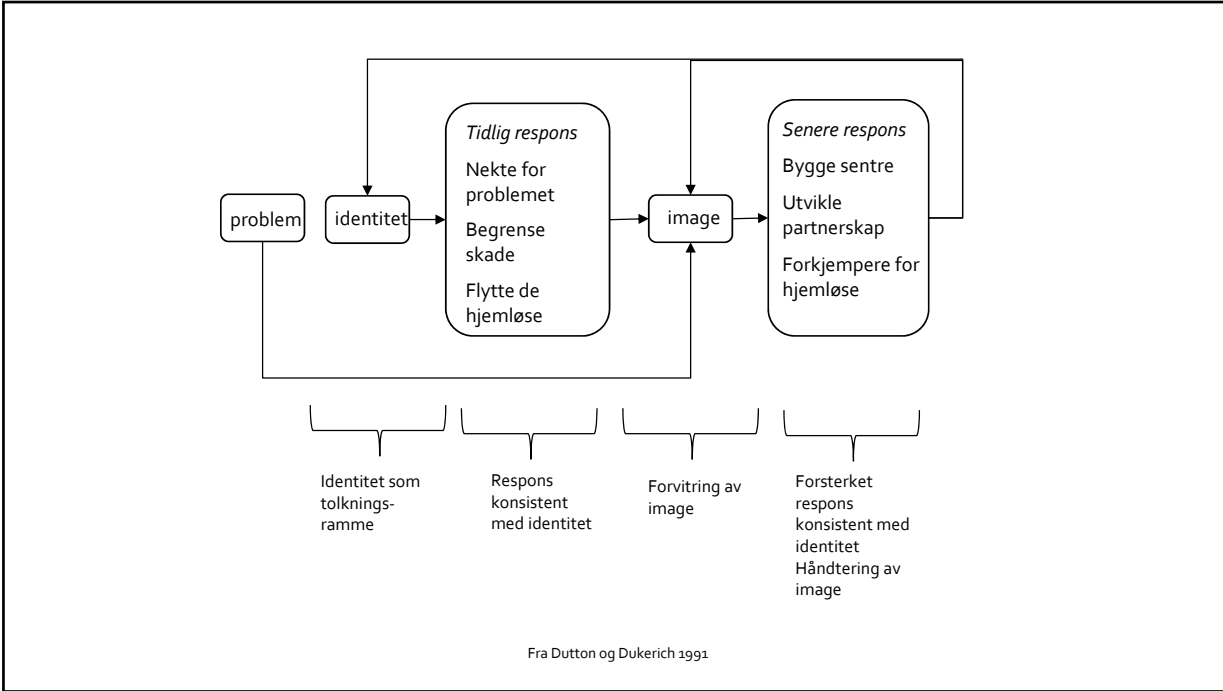 Tidlig respons
Nekte for
problemet
Begrense
skade
Flytte de
hjemløse
Senere respons
Bygge sentre
Utvikle
partnerskap
Forkjempere for
hjemløse
problem
identitet
image
Identitet som
tolknings-
ramme
Respons
konsistent
med identitet
Forvitring av
image
Forsterket
respons
konsistent med
identitet
Håndtering av
image
Fra Dutton og Dukerich 1991